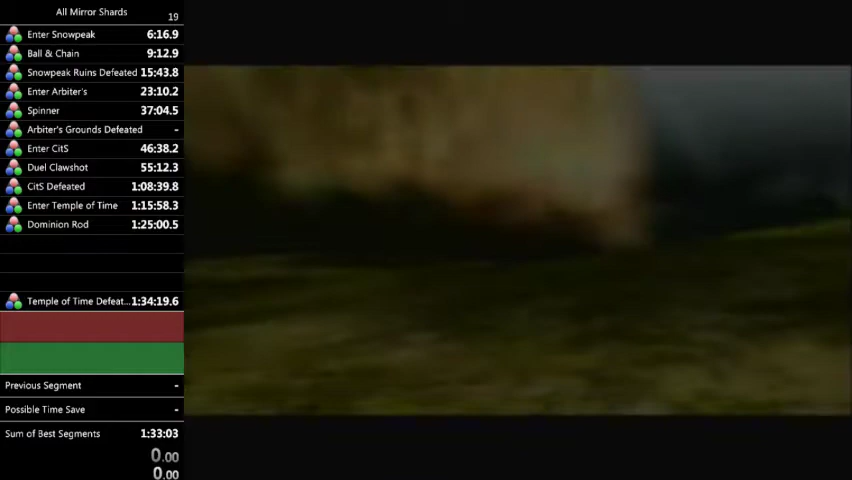 All Mirror Shards
19
Enter Snowpeak 6:16.9
Ball & Chain 9:12.9
Snowpeak Ruins Defeated 15:43.8
Enter Arbiter's 23:10.2
Spinner 37:04.5
Arbiter's Grounds Defeated -
Enter CitS 46:38.2
Duel Clawshot 55:12.3
CitS Defeated 1:08:39.8
Enter Temple of Time 1:15:58.3
Dominion Rod 1:25:00.5
Temple of Time Defeat... 1:34:19.6
Previous Segment -
Possible Time Save -
Sum of Best Segments 1:33:03
0.00
0.00